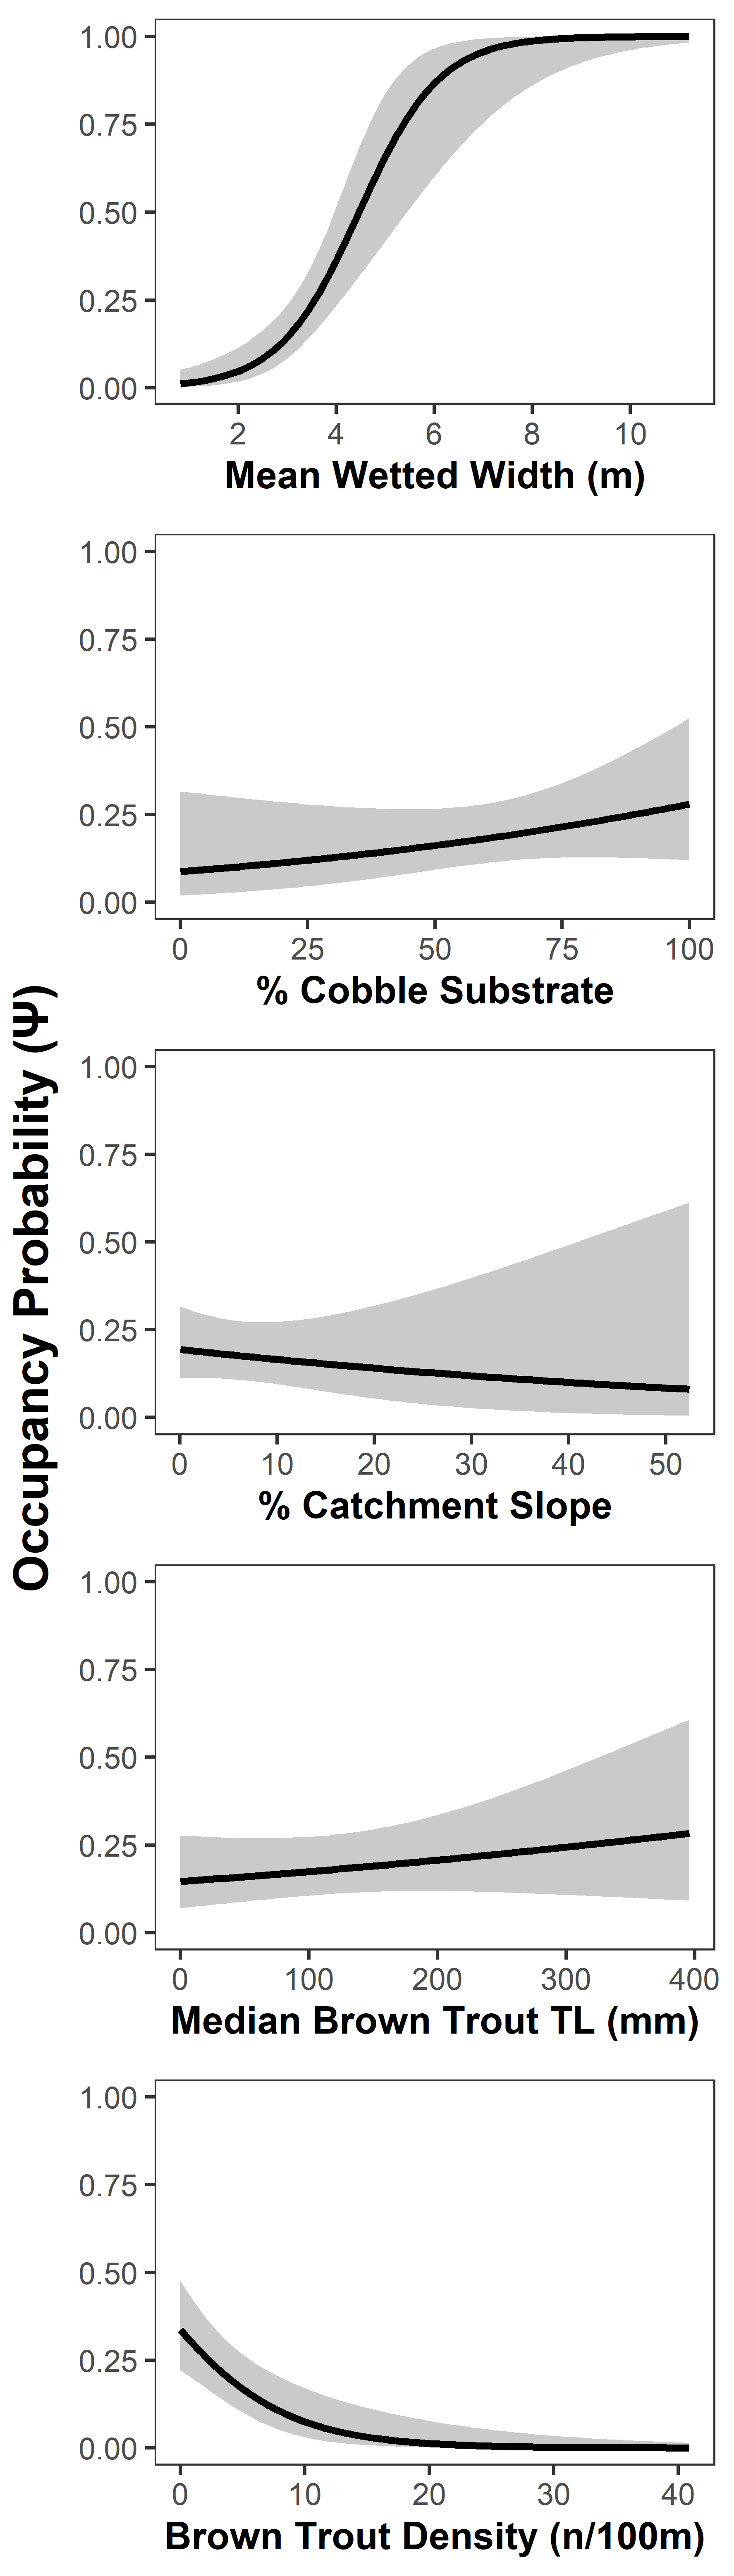 Occupancy Probability (Ψ)
1.00
0.75
0.50
0.25
0.00
2 4 6 8 10
Mean Wetted Width (m)
1.00
0.75
0.50
0.25
0.00
0 25 50 75 100
% Cobble Substrate
1.00
0.75
0.50
0.25
0.00
0 10 20 30 40 50
% Catchment Slope
1.00
0.75
0.50
0.25
0.00
0 100 200 300 400
Median Brown Trout TL (mm)
1.00
0.75
0.50
0.25
0.00
0 10 20 30 40
Brown Trout Density (n/100m)